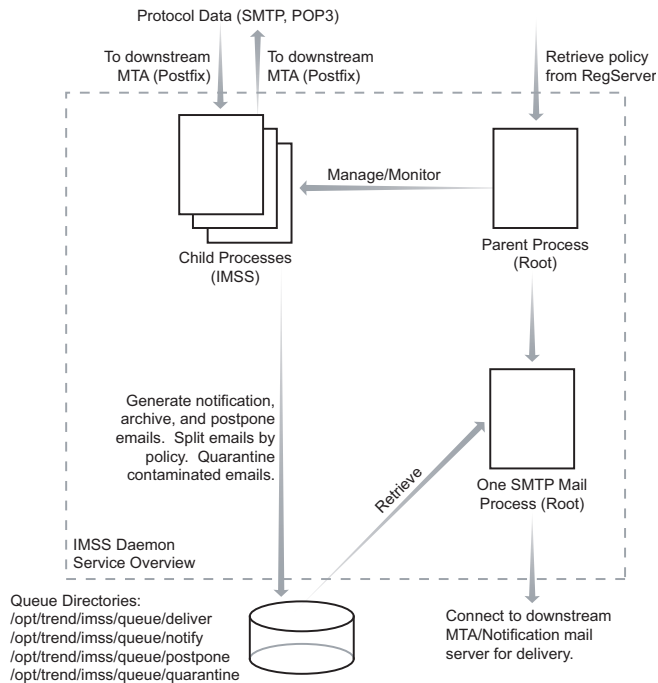 Protocol Data (SMTP, POP3)
To downstream
MTA (Postfix)
To downstream
MTA (Postfix)
Retrieve policy
from RegServer
Manage/Monitor
Child Processes
(IMSS)
Parent Process
(Root)
Generate notification,
archive, and postpone
emails. Split emails by
policy. Quarantine
contaminated emails.
Retrieve
One SMTP Mail
Process (Root)
IMSS Daemon
Service Overview
Queue Directories:
/opt/trend/imss/queue/deliver
/opt/trend/imss/queue/notify
/opt/trend/imss/queue/postpone
/opt/trend/imss/queue/quarantine
Connect to downstream
MTA/Notification mail
server for delivery.